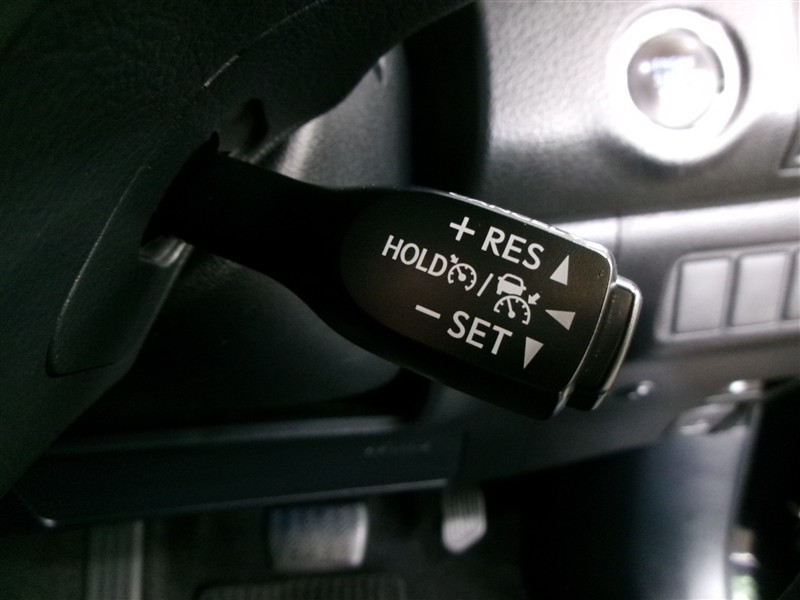 + RES
HOLD /
- SET